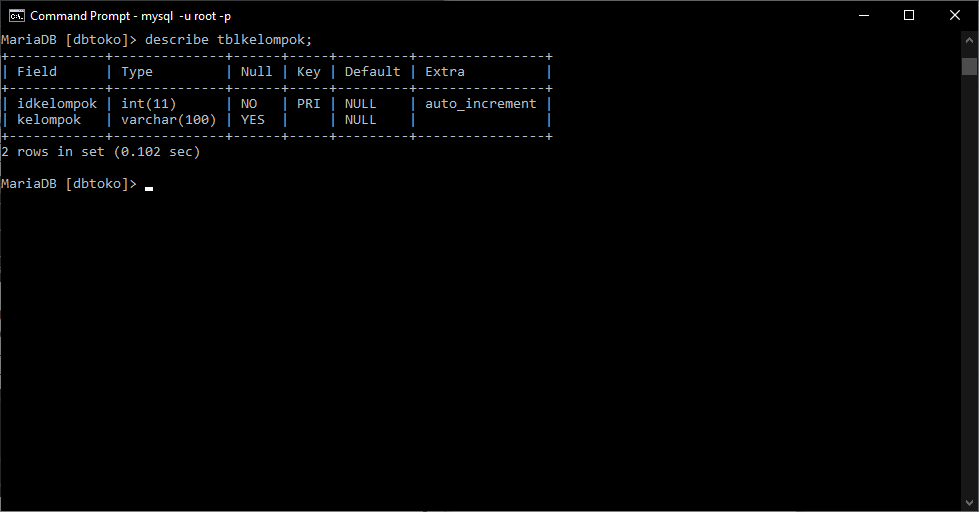 Command Prompt - mysql  -u root -p
MariaDB [dbtoko]> describe tblkelompok;
+------------+--------------+------+-----+---------+----------------+
| Field      | Type         | Null | Key | Default | Extra          |
+------------+--------------+------+-----+---------+----------------+
| idkelompok | int(11)      | NO   | PRI | NULL    | auto_increment |
| kelompok   | varchar(100) | YES  |     | NULL    |                |
+------------+--------------+------+-----+---------+----------------+
2 rows in set (0.102 sec)
MariaDB [dbtoko]>